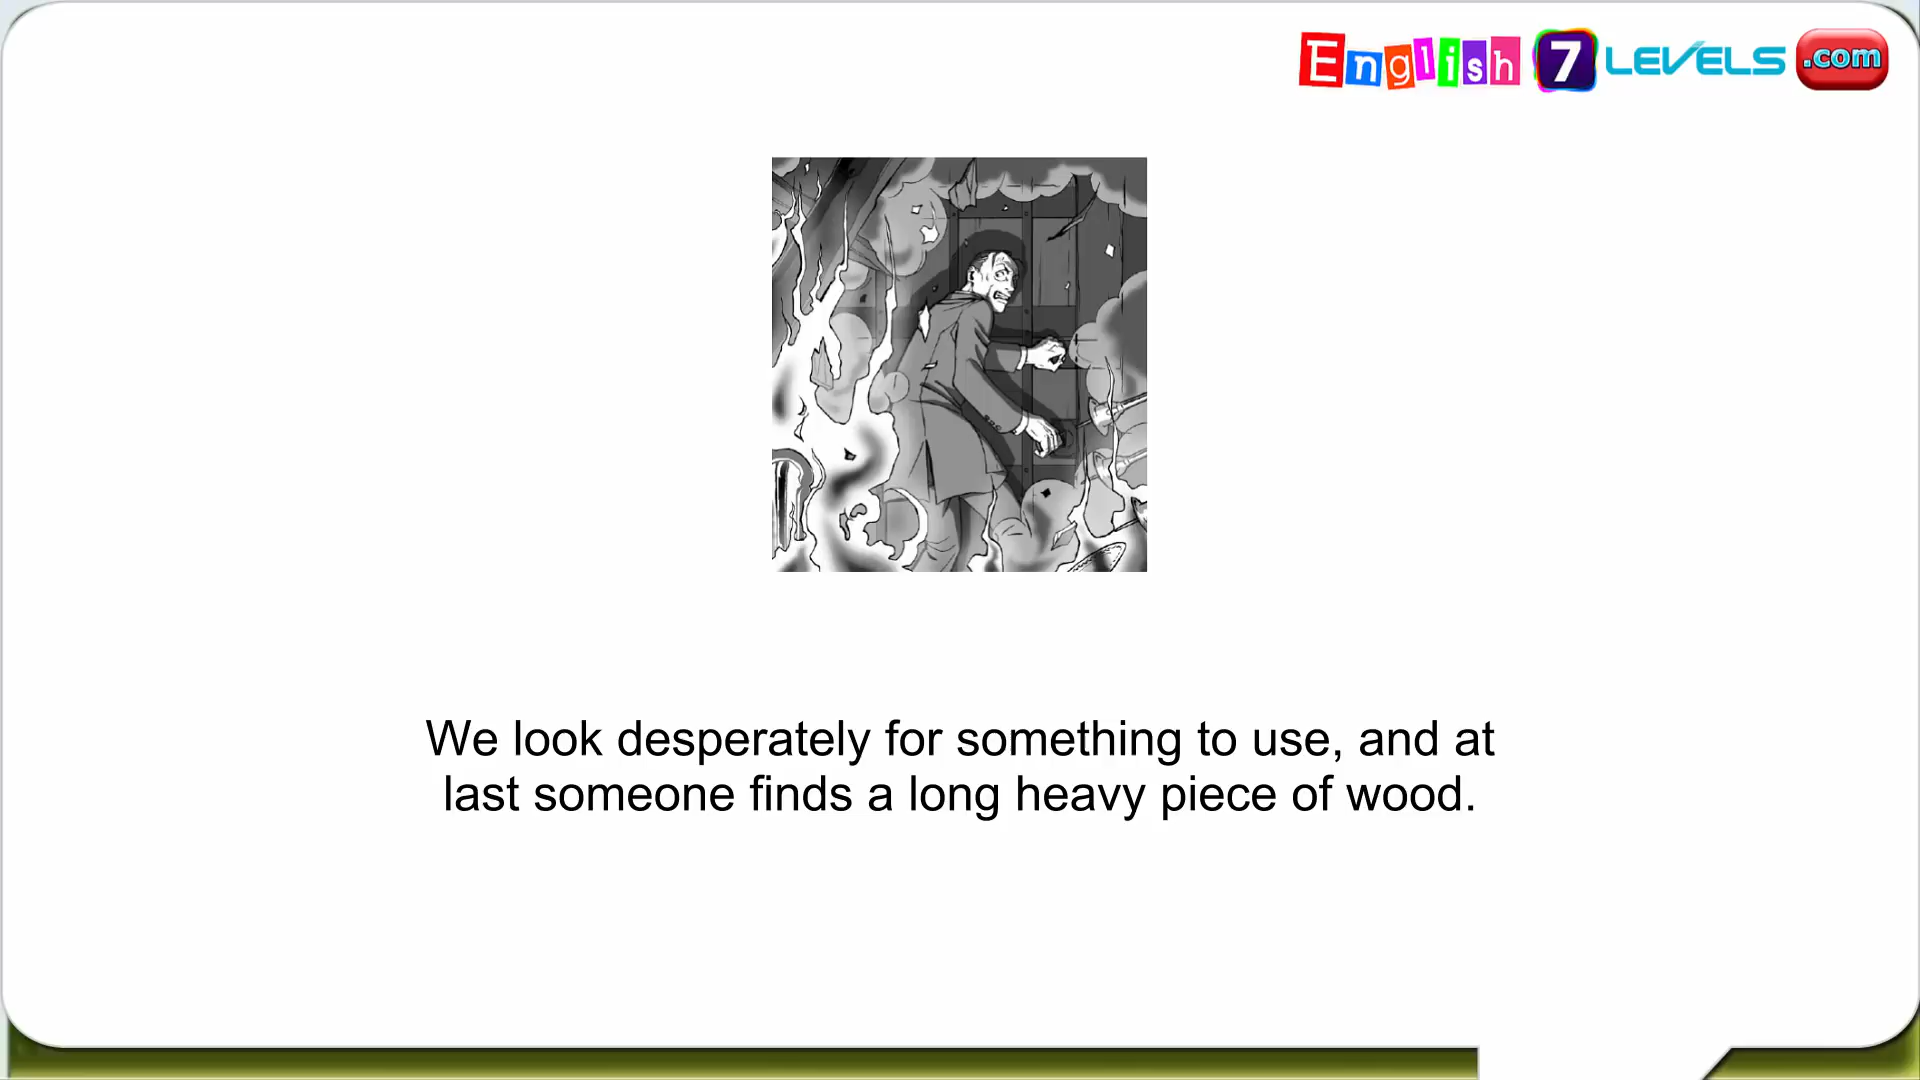 English 7 LEVELS .com
We look desperately for something to use, and at
last someone finds a long heavy piece of wood.